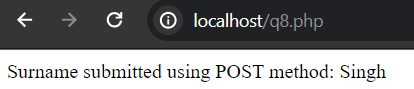 localhost/q8.php
Surname submitted using POST method: Singh